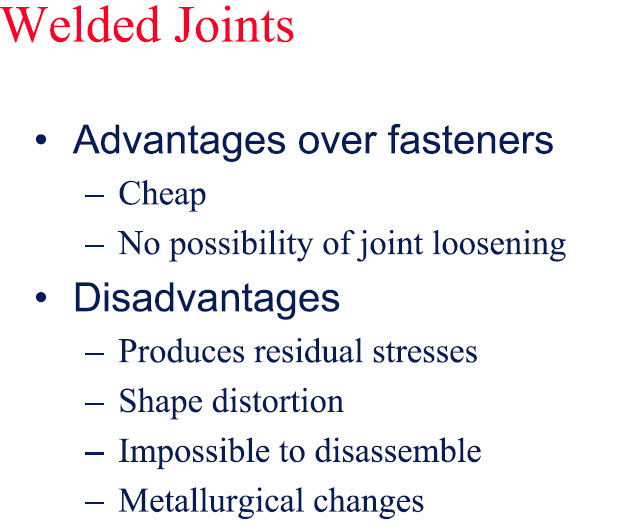 Welded Joints
• Advantages over fasteners
– Cheap
– No possibility of joint loosening
• Disadvantages
– Produces residual stresses
– Shape distortion
– Impossible to disassemble
– Metallurgical changes